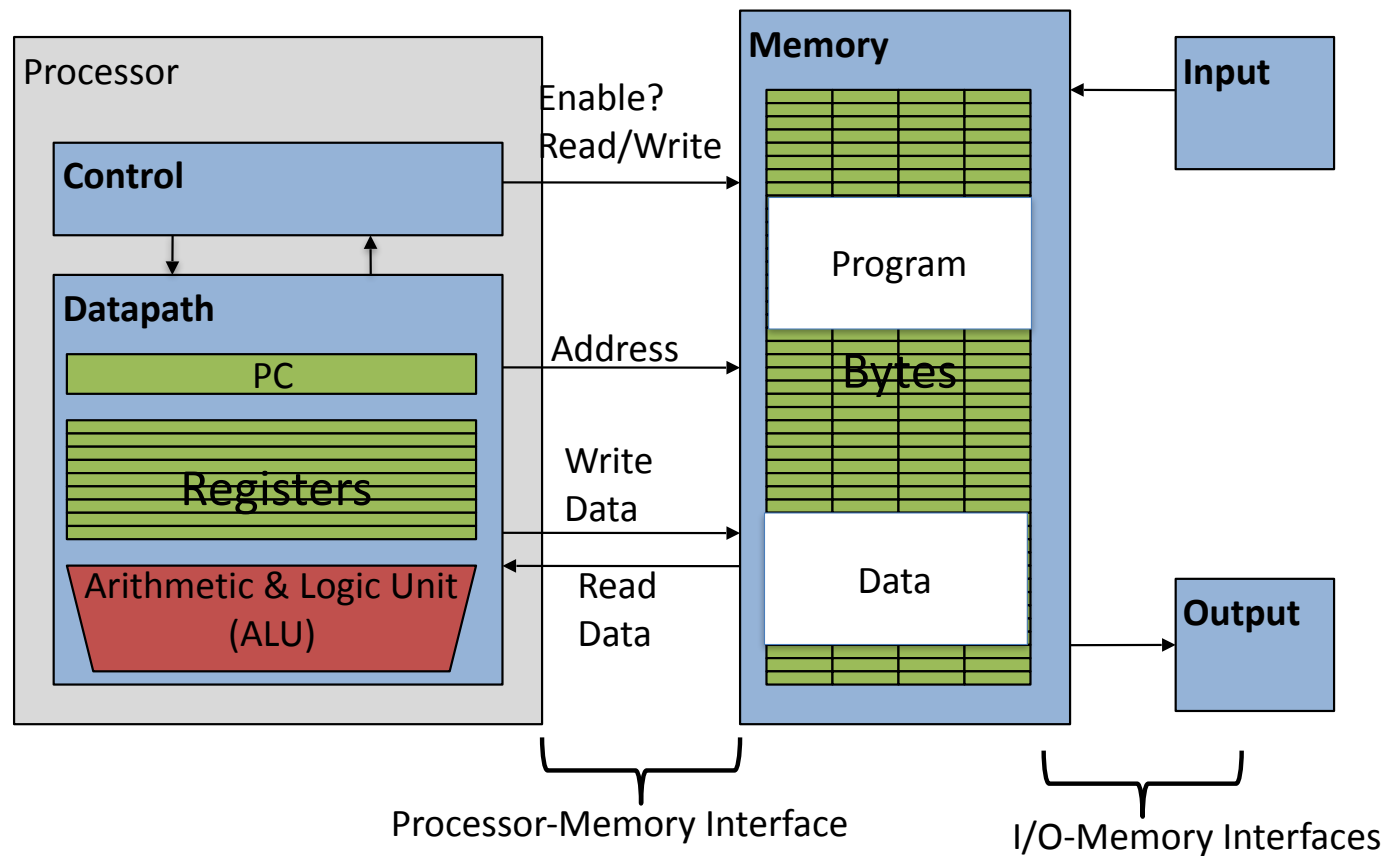 Processor
Control
Datapath
PC
Registers
Arithmetic & Logic Unit
(ALU)
Enable?
Read/Write
Address
Write
Data
Read
Data
Memory
Program
Bytes
Data
Input
Output
Processor-Memory Interface
I/O-Memory Interfaces